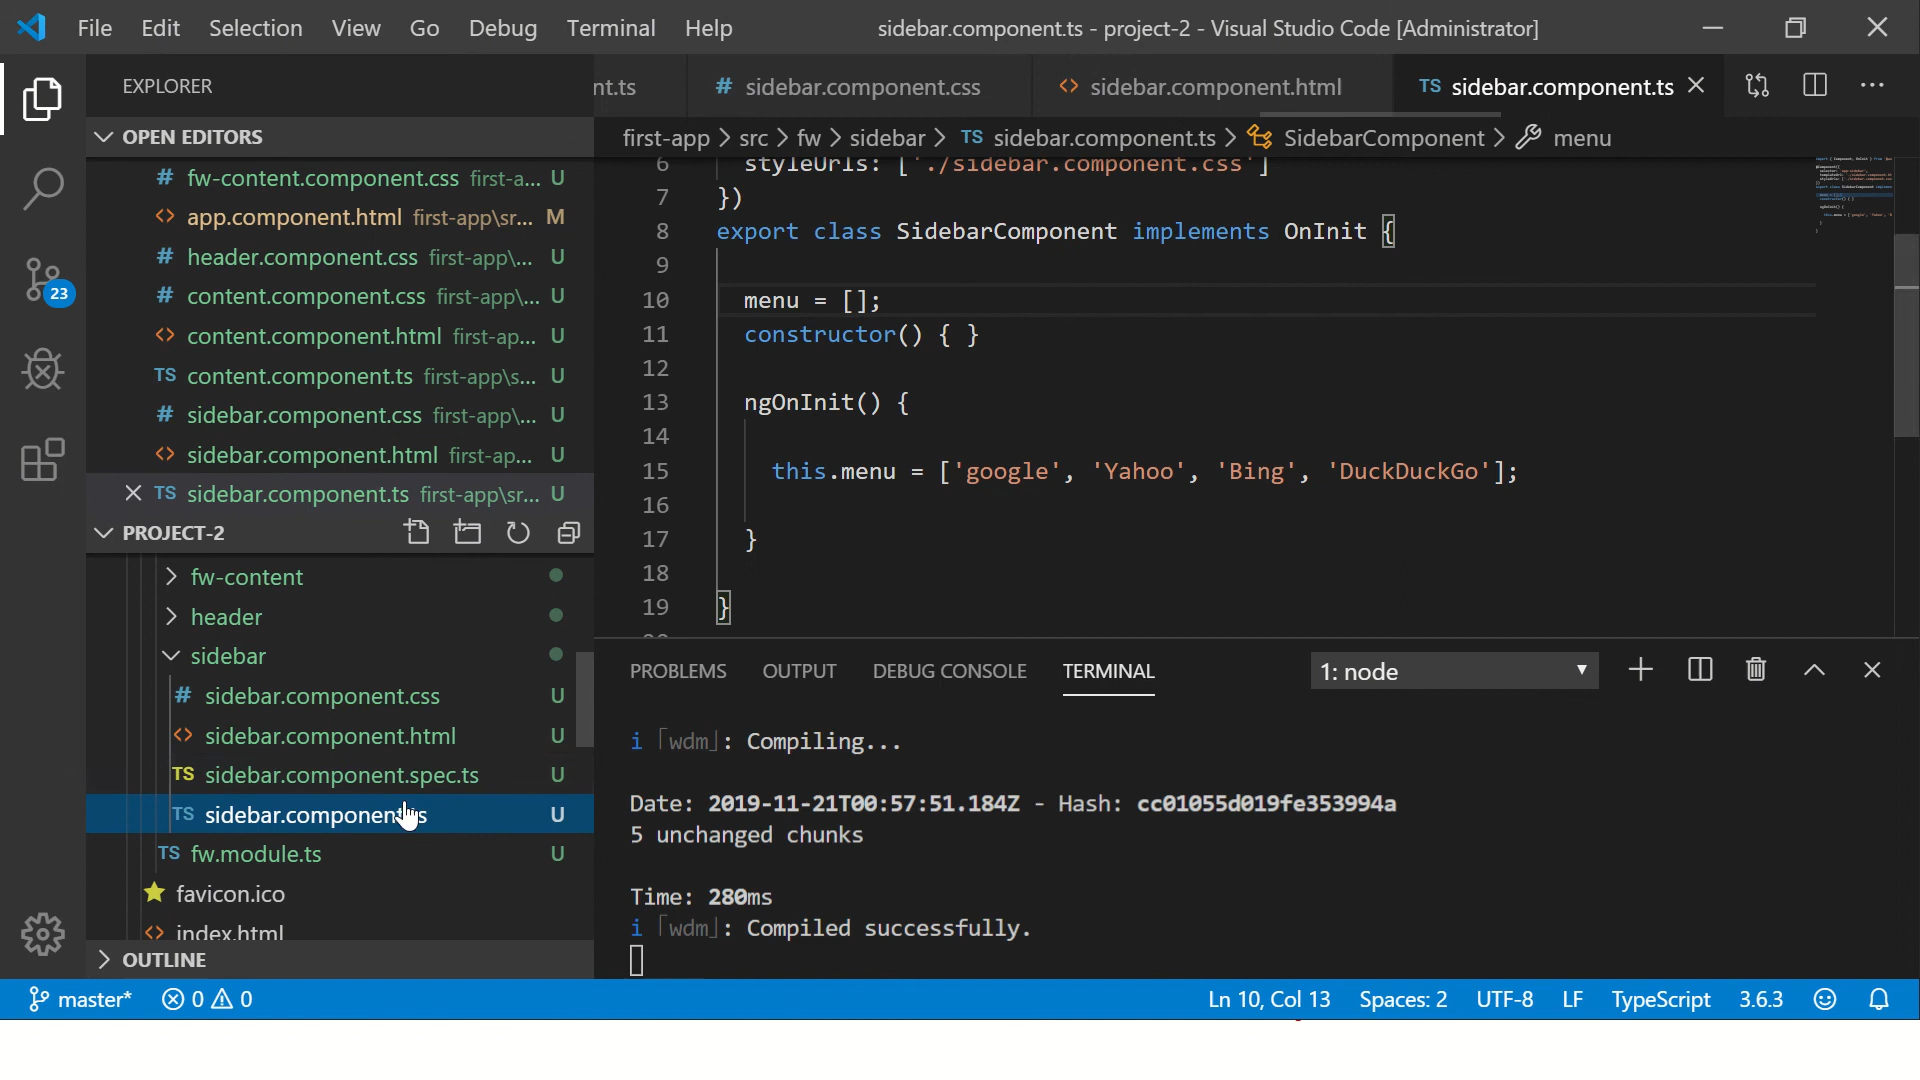 File Edit Selection View Go Debug Terminal Help sidebar.component.ts - project-2 - Visual Studio Code [Administrator]
EXPLORER
OPEN EDITORS
# fw-content.component.css first-a... U
<> app.component.html first-app\sr... M
# header.component.css first-app\... U
# content.component.css first-app\... U
<> content.component.html first-ap... U
TS content.component.ts first-app\s... U
# sidebar.component.css first-app\... U
<> sidebar.component.html first-ap... U
TS sidebar.component.ts first-app\sr... U
23
PROJECT-2
fw-content
header
sidebar
# sidebar.component.css U
<> sidebar.component.html U
TS sidebar.component.spec.ts U
TS sidebar.component.ts U
TS fw.module.ts U
favicon.ico
<> index.html
OUTLINE
nt.ts # sidebar.component.css <> sidebar.component.html TS sidebar.component.ts
first-app > src > fw > sidebar > TS sidebar.component.ts > SidebarComponent > menu
6 styleUrls: ['./sidebar.component.css']
7 })
8 export class SidebarComponent implements OnInit {
9
10 menu = [];
11 constructor() { }
12
13 ngOnInit() {
14
15 this.menu = ['google', 'Yahoo', 'Bing', 'DuckDuckGo'];
16
17 }
18
19 }
PROBLEMS OUTPUT DEBUG CONSOLE TERMINAL 1: node
i ｢wdm｣: Compiling...
Date: 2019-11-21T00:57:51.184Z - Hash: cc01055d019fe353994a
5 unchanged chunks
Time: 280ms
i ｢wdm｣: Compiled successfully.
master* 0 0 Ln 10, Col 13 Spaces: 2 UTF-8 LF TypeScript 3.6.3